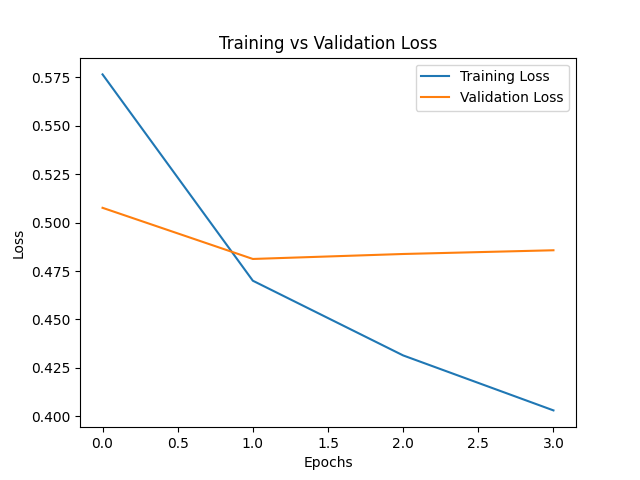 Training vs Validation Loss
Training Loss
Validation Loss
0.575
0.550
0.525
0.500
0.475
0.450
0.425
0.400
Loss
0.0 0.5 1.0 1.5 2.0 2.5 3.0
Epochs